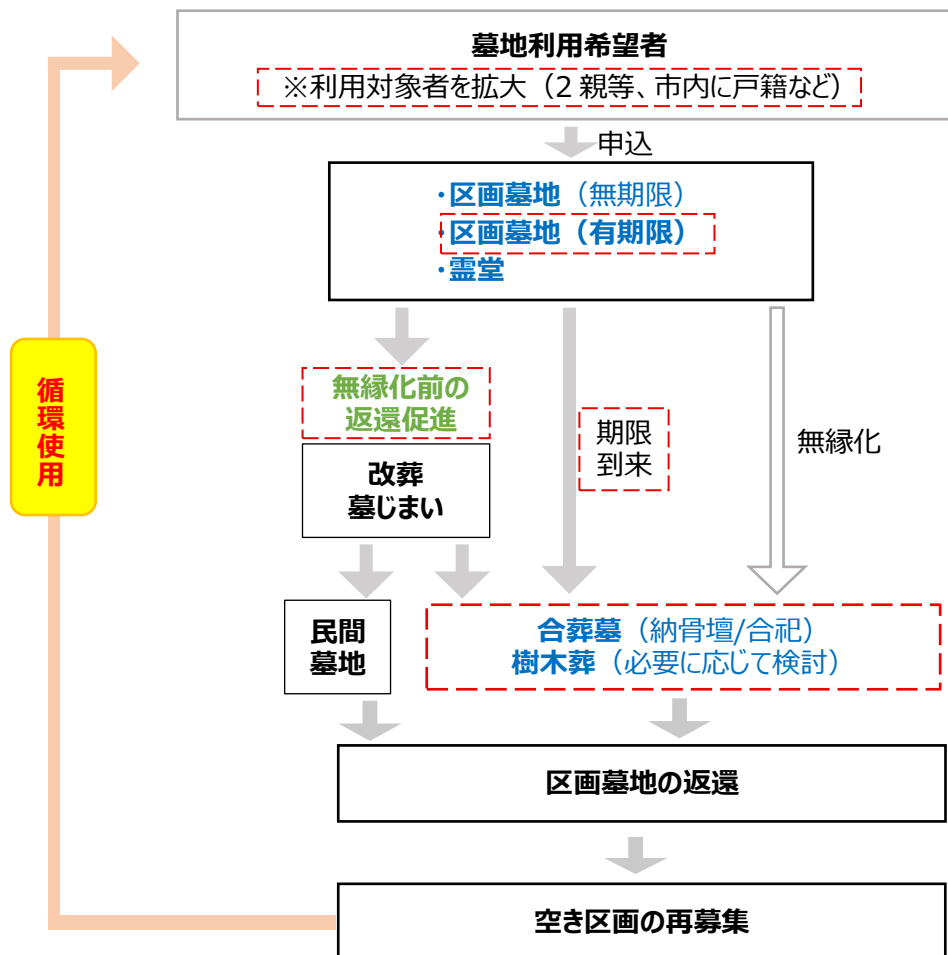 墓地利用希望者
※利用対象者を拡大（2 親等、市内に戸籍など）
申込
・区画墓地（無期限）
・区画墓地（有期限）
・霊堂
循環使用
無縁化前の
返還促進
期限
到来
無縁化
改葬
墓じまい
民間
墓地
合葬墓（納骨壇/合祀）
樹木葬（必要に応じて検討）
区画墓地の返還
空き区画の再募集